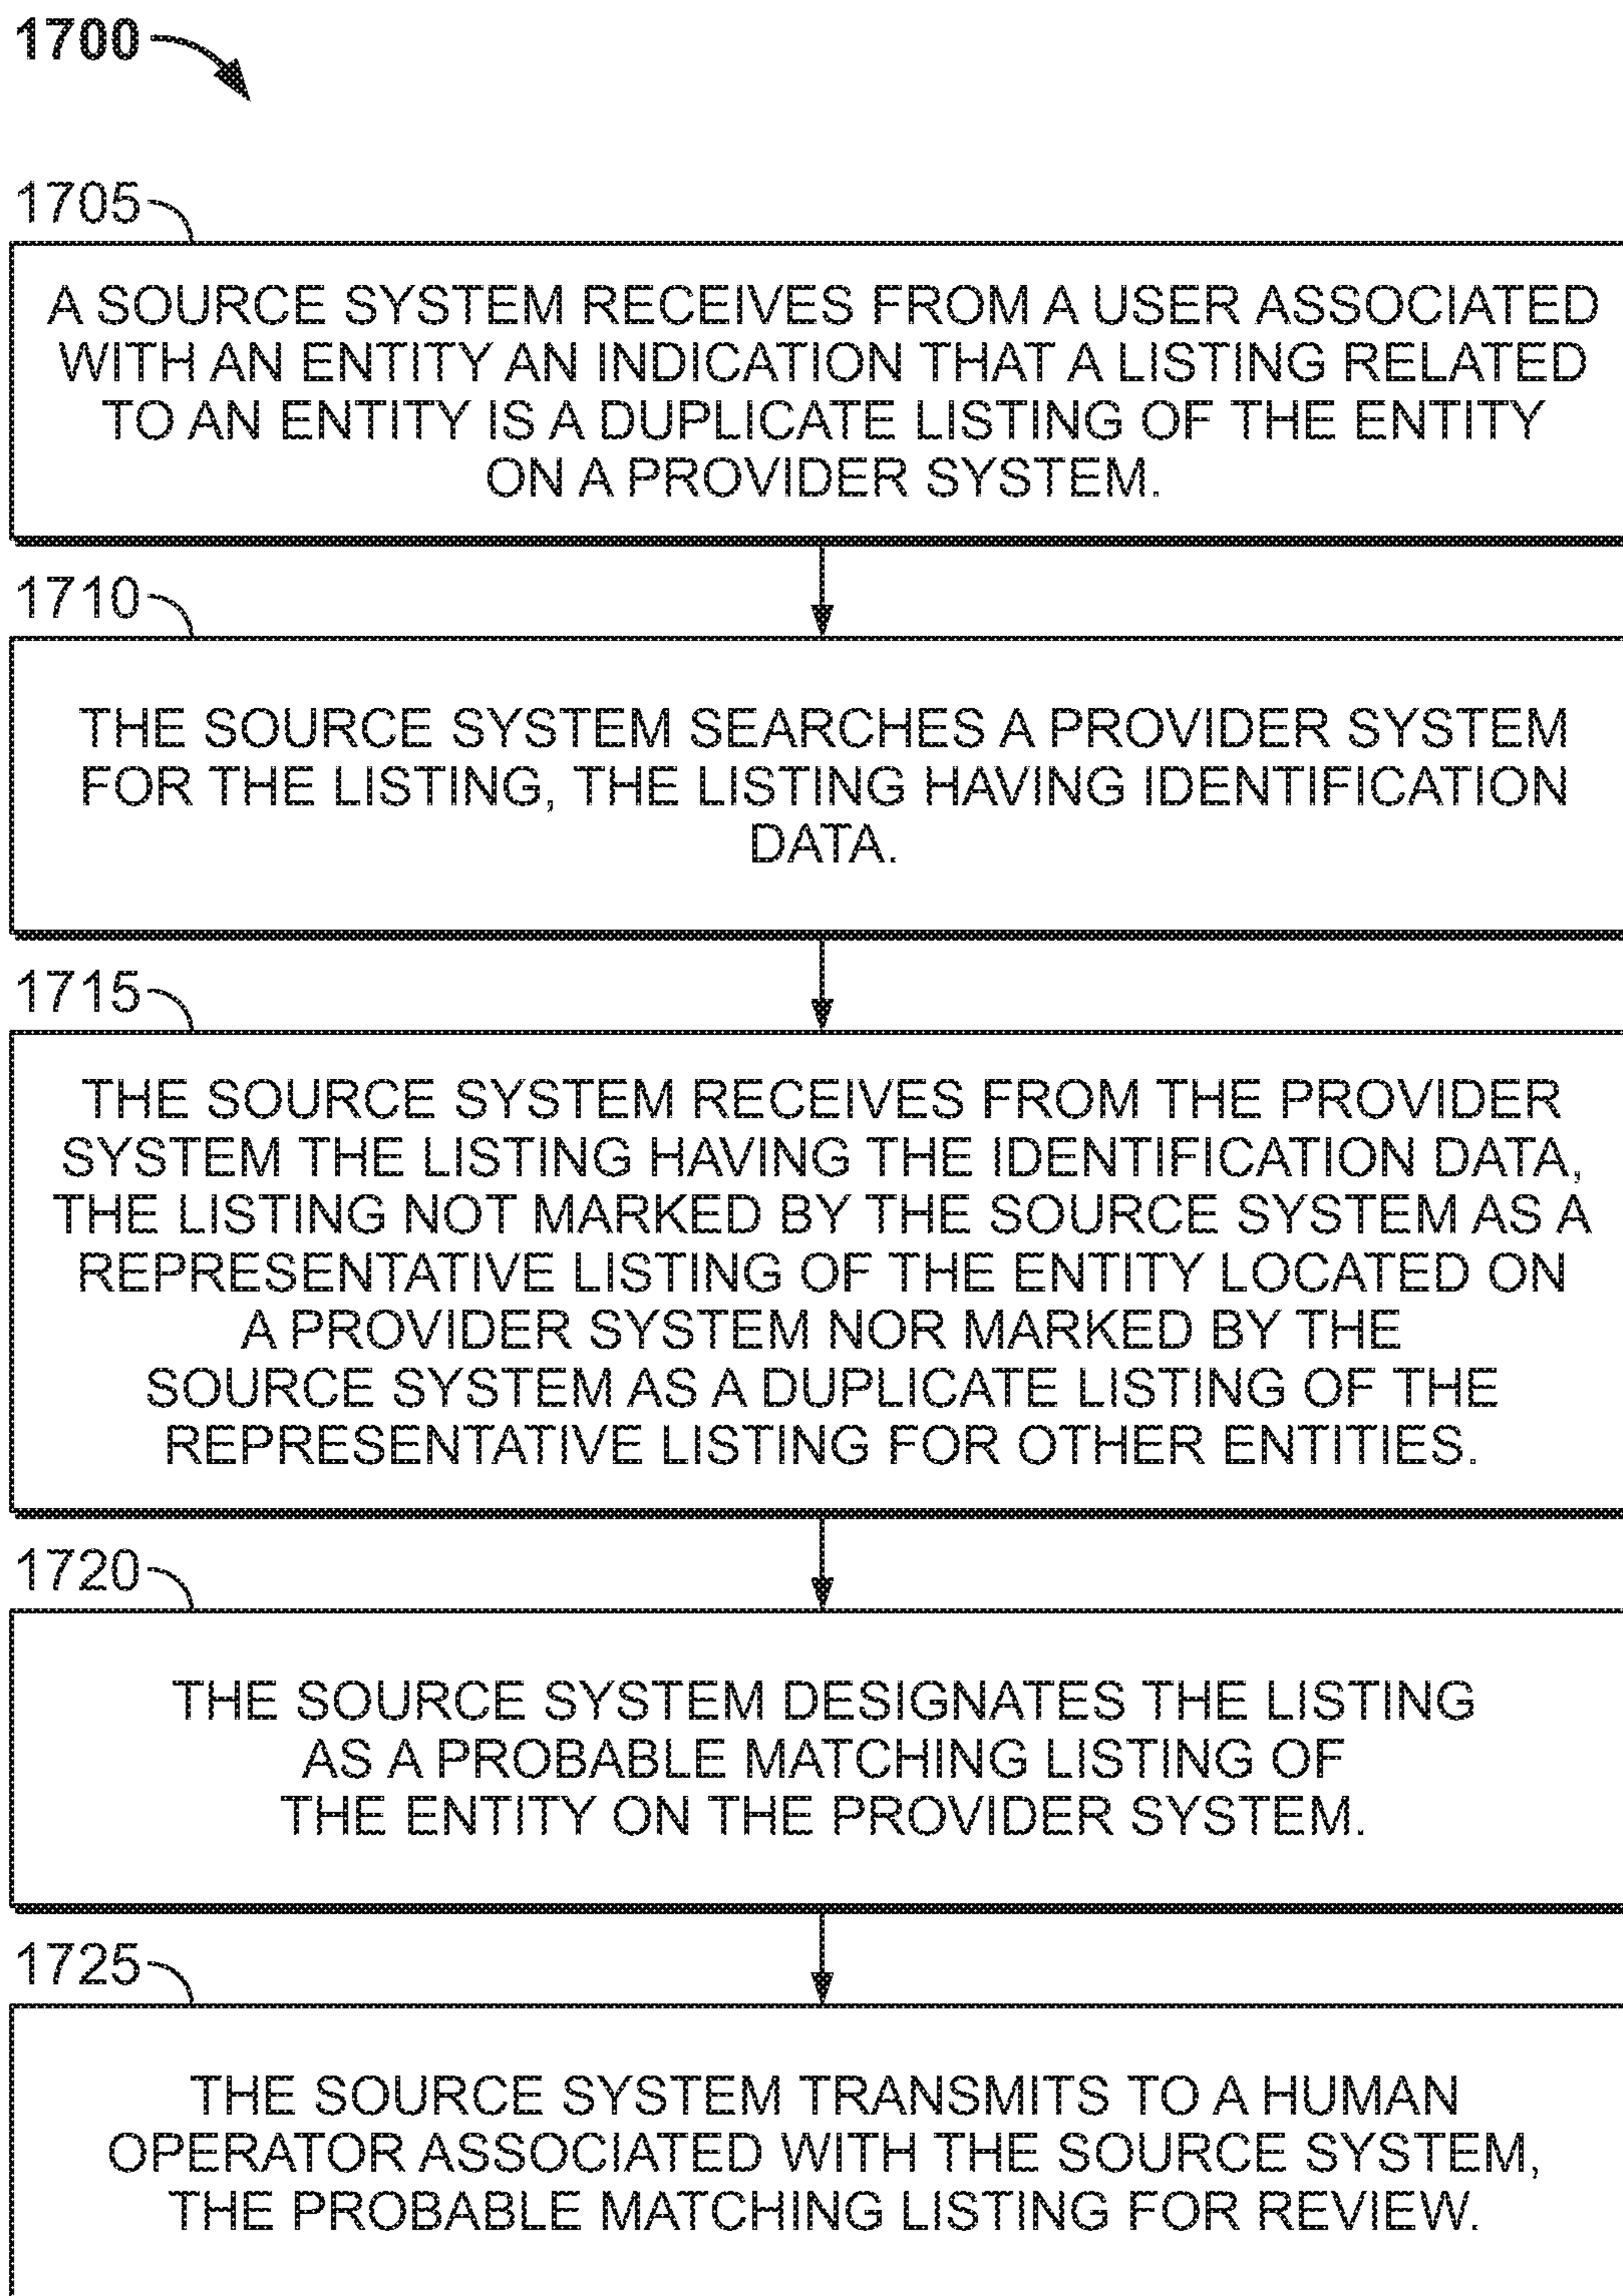 1700
1705
A SOURCE SYSTEM RECEIVES FROM A USER ASSOCIATED
WITH AN ENTITY AN INDICATION THAT A LISTING RELATED
TO AN ENTITY IS A DUPLICATE LISTING OF THE ENTITY
ON A PROVIDER SYSTEM.
1710
THE SOURCE SYSTEM SEARCHES A PROVIDER SYSTEM
FOR THE LISTING, THE LISTING HAVING IDENTIFICATION
DATA.
1715
THE SOURCE SYSTEM RECEIVES FROM THE PROVIDER
SYSTEM THE LISTING HAVING THE IDENTIFICATION DATA,
THE LISTING NOT MARKED BY THE SOURCE SYSTEM AS A
REPRESENTATIVE LISTING OF THE ENTITY LOCATED ON
A PROVIDER SYSTEM NOR MARKED BY THE
SOURCE SYSTEM AS A DUPLICATE LISTING OF THE
REPRESENTATIVE LISTING FOR OTHER ENTITIES.
1720
THE SOURCE SYSTEM DESIGNATES THE LISTING
AS A PROBABLE MATCHING LISTING OF
THE ENTITY ON THE PROVIDER SYSTEM.
1725
THE SOURCE SYSTEM TRANSMITS TO A HUMAN
OPERATOR ASSOCIATED WITH THE SOURCE SYSTEM,
THE PROBABLE MATCHING LISTING FOR REVIEW.